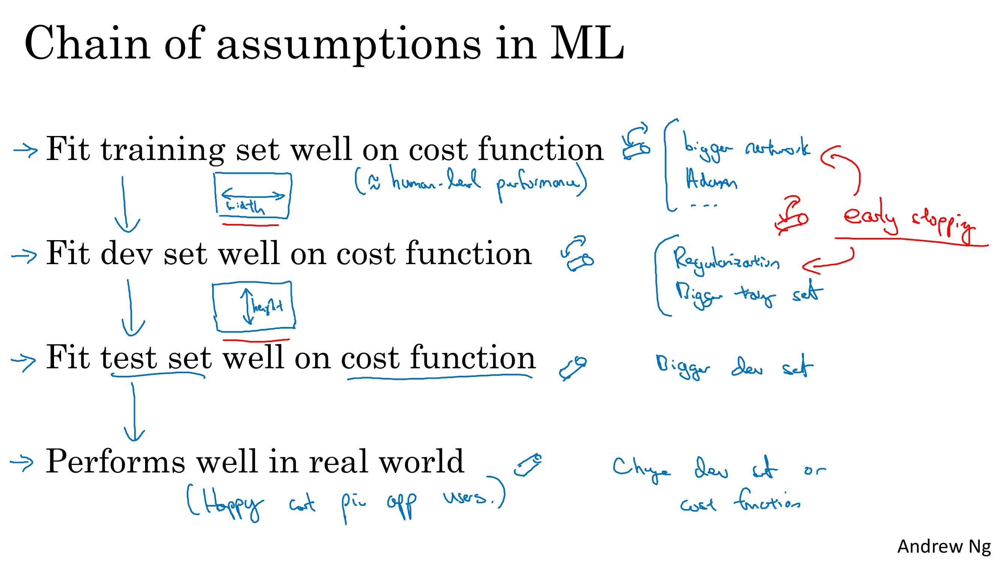 Chain of assumptions in ML
Fit training set well on cost function
(≈ human-level performance)
bigger network
Adam
...
width
early stopping
Fit dev set well on cost function
Regularization
Bigger set
height
Fit test set well on cost function
Bigger dev set
Performs well in real world
(Happy cat pic app users.)
Change dev set or
cost function
Andrew Ng